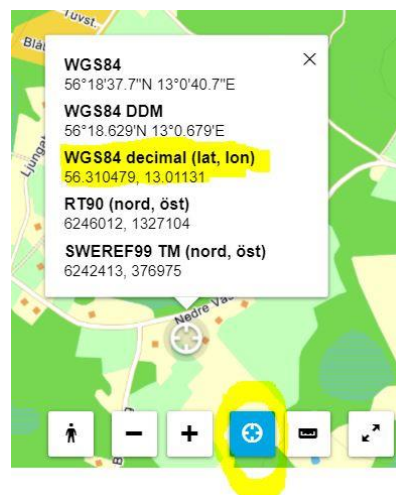 Tuvst.
WGS84
56°18'37.7"N 13°0'40.7"E
WGS84 DDM
56°18.629'N 13°0.679'E
WGS84 decimal (lat, lon)
56.310479, 13.01131
RT90 (nord, öst)
6246012, 1327104
SWEREF99 TM (nord, öst)
6242413, 376975
Nedre